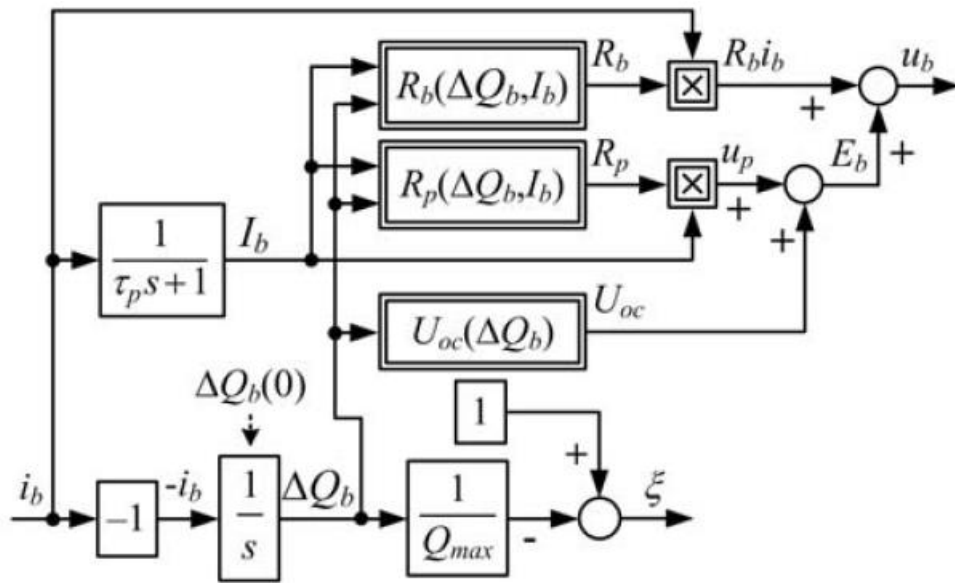 R_b
R_b i_b
u_b
R_b(ΔQ_b,I_b)
+
R_p
u_p
E_b
+
R_p(ΔQ_b,I_b)
1
τ_p s+1
I_b
+
+
U_oc
U_oc(ΔQ_b)
ΔQ_b(0)
1
+
i_b
-i_b
1
s
ΔQ_b
1
Q_max
ξ
–1
-
×
×